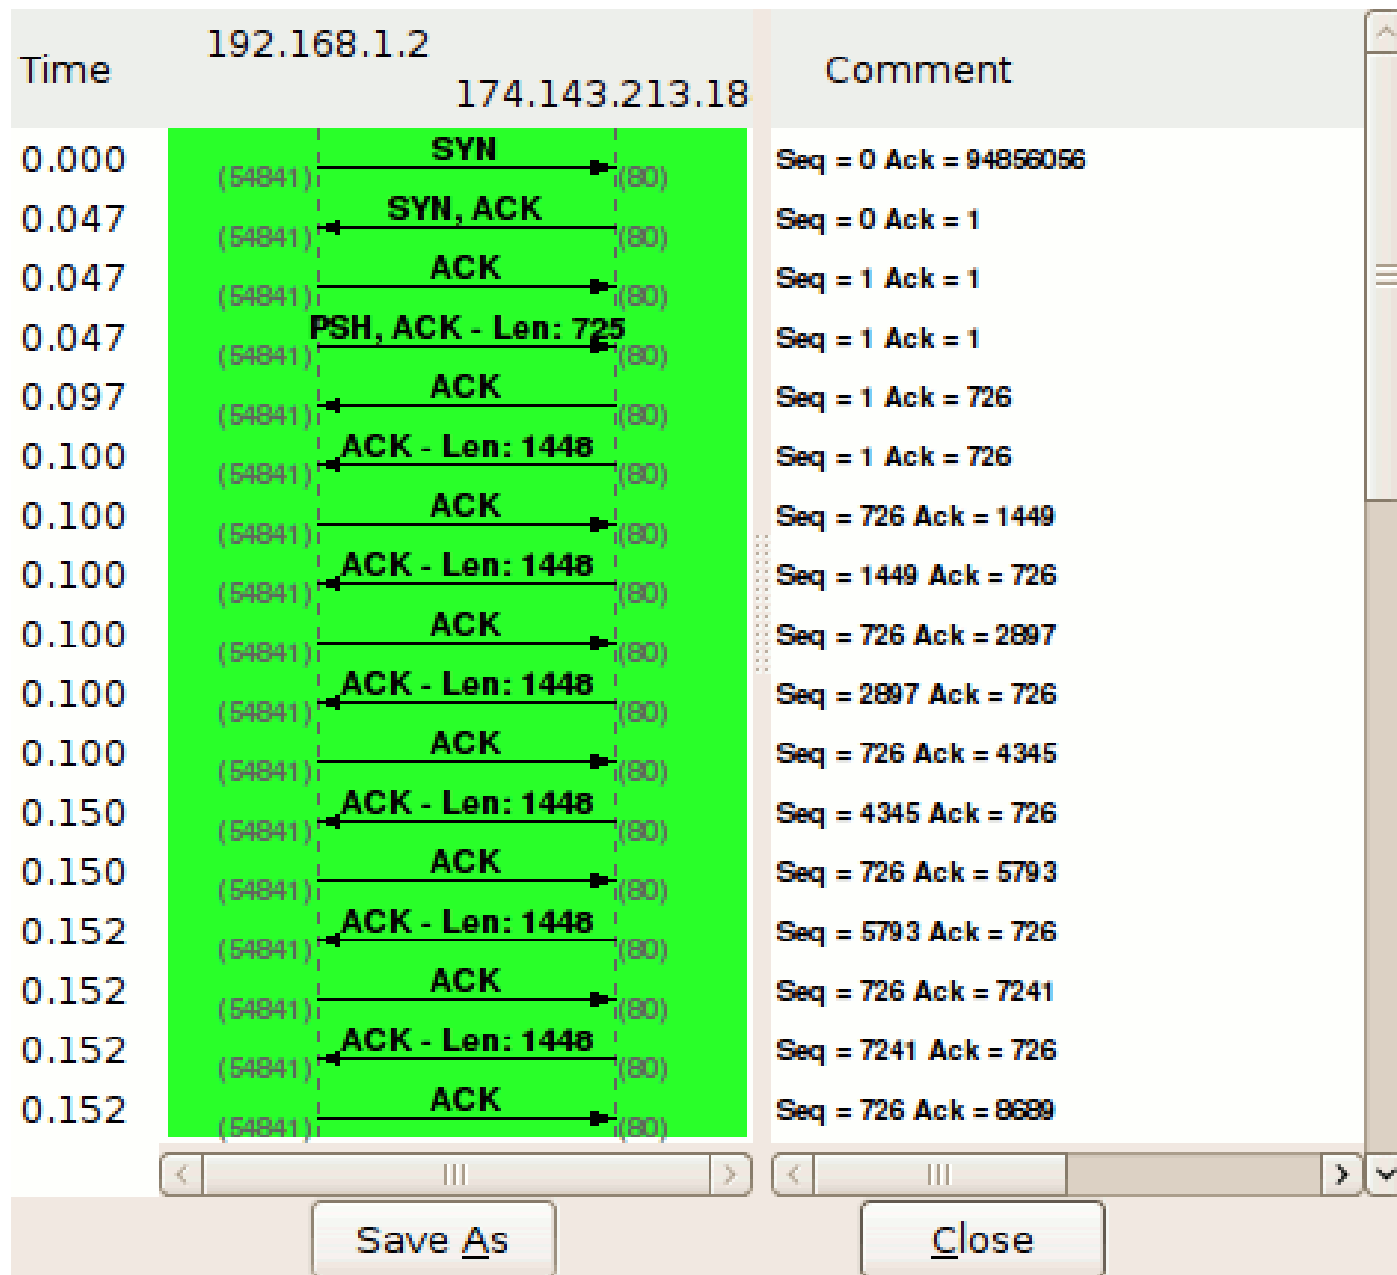 192.168.1.2
Time 174.143.213.18 Comment
0.000 (54841) SYN (80) Seq = 0 Ack = 94856056
0.047 (54841) SYN, ACK (80) Seq = 0 Ack = 1
0.047 (54841) ACK (80) Seq = 1 Ack = 1
0.047 (54841) PSH, ACK - Len: 725 (80) Seq = 1 Ack = 1
0.097 (54841) ACK (80) Seq = 1 Ack = 726
0.100 (54841) ACK - Len: 1448 (80) Seq = 1 Ack = 726
0.100 (54841) ACK (80) Seq = 726 Ack = 1449
0.100 (54841) ACK - Len: 1448 (80) Seq = 1449 Ack = 726
0.100 (54841) ACK (80) Seq = 726 Ack = 2897
0.100 (54841) ACK - Len: 1448 (80) Seq = 2897 Ack = 726
0.100 (54841) ACK (80) Seq = 726 Ack = 4345
0.150 (54841) ACK - Len: 1448 (80) Seq = 4345 Ack = 726
0.150 (54841) ACK (80) Seq = 726 Ack = 5793
0.152 (54841) ACK - Len: 1448 (80) Seq = 5793 Ack = 726
0.152 (54841) ACK (80) Seq = 726 Ack = 7241
0.152 (54841) ACK - Len: 1448 (80) Seq = 7241 Ack = 726
0.152 (54841) ACK (80) Seq = 726 Ack = 8689
Save As Close